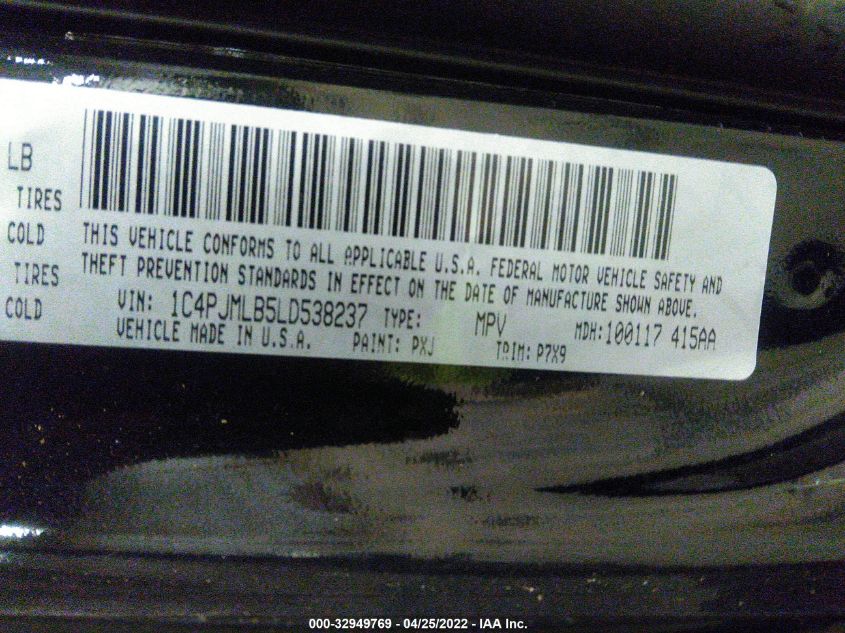 LB
TIRES
COLD
TIRES
COLD
THIS VEHICLE CONFORMS TO ALL APPLICABLE U.S.A. FEDERAL MOTOR VEHICLE SAFETY AND
THEFT PREVENTION STANDARDS IN EFFECT ON THE DATE OF MANUFACTURE SHOWN ABOVE.
VIN: 1C4PJMLB5LD538237 TYPE: MPV MDH:100117 415AA
VEHICLE MADE IN U.S.A. PAINT: PXJ TRIM: P7X9
000-32949769 - 04/25/2022 - IAA Inc.